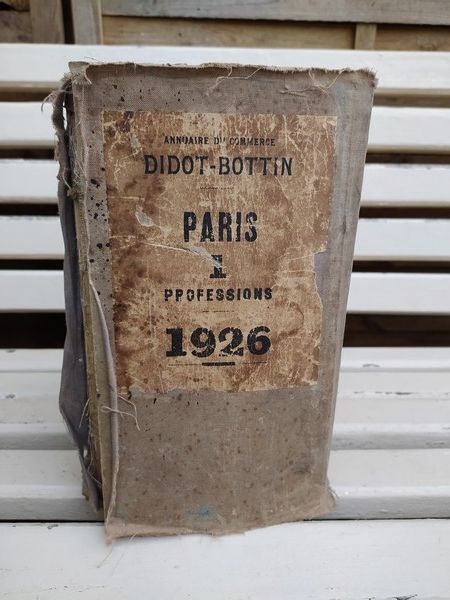 ANNUAIRE DU COMMERCE
DIDOT-BOTTIN
PARIS
1
PROFESSIONS
1926